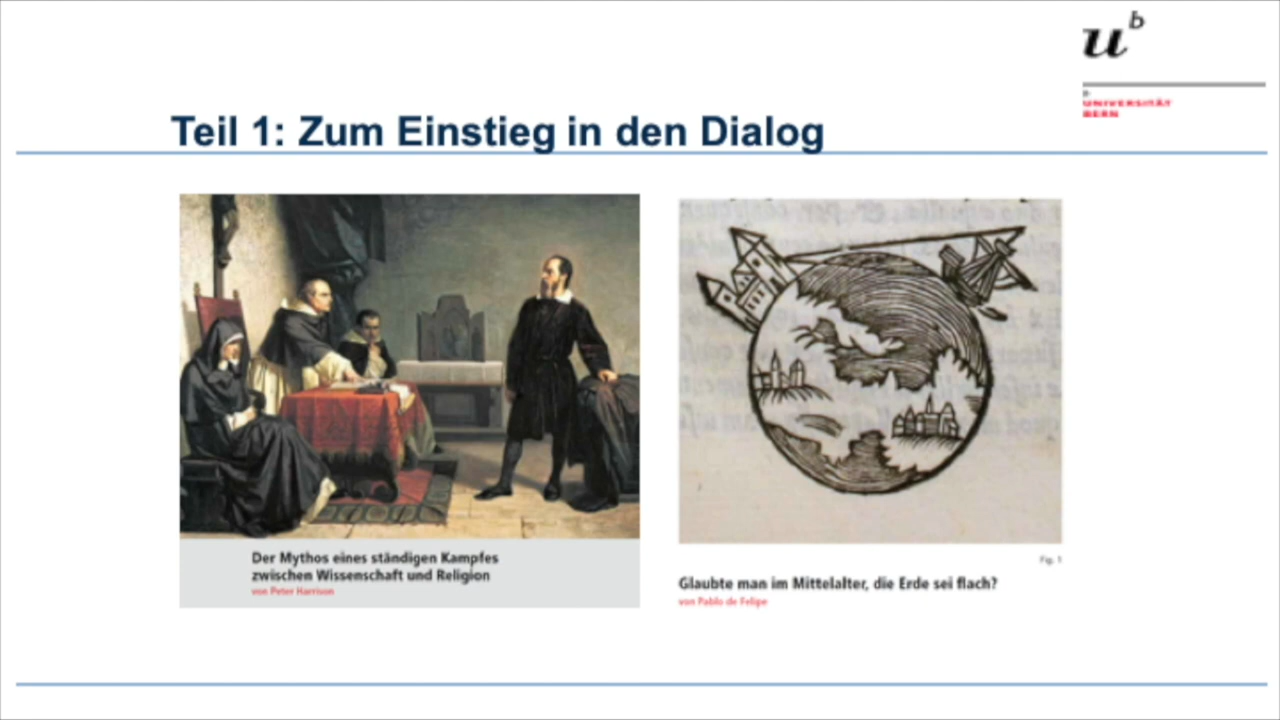 u^b
b
UNIVERSITÄT
BERN
Teil 1: Zum Einstieg in den Dialog
Der Mythos eines ständigen Kampfes
zwischen Wissenschaft und Religion
von Peter Harrison
Fig. 1
Glaubte man im Mittelalter, die Erde sei flach?
von Pablo de Felipe